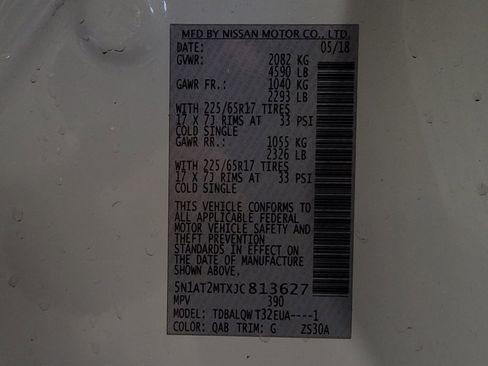 MFD BY NISSAN MOTOR CO., LTD.
DATE: 05/18
GVWR: 2082 KG
4590 LB
GAWR FR.: 1040 KG
2293 LB
WITH 225/65R17 TIRES
17 X 7J RIMS AT 33 PSI
COLD SINGLE
GAWR RR.: 1055 KG
2326 LB
WITH 225/65R17 TIRES
17 X 7J RIMS AT 33 PSI
COLD SINGLE
THIS VEHICLE CONFORMS TO
ALL APPLICABLE FEDERAL
MOTOR VEHICLE SAFETY AND
THEFT PREVENTION
STANDARDS IN EFFECT ON
THE DATE OF MANUFACTURE
SHOWN ABOVE.
5N1AT2MTXJC813627
MPV 390
MODEL: TDBALQW T32EUA----1
COLOR: QAB TRIM: G ZS30A